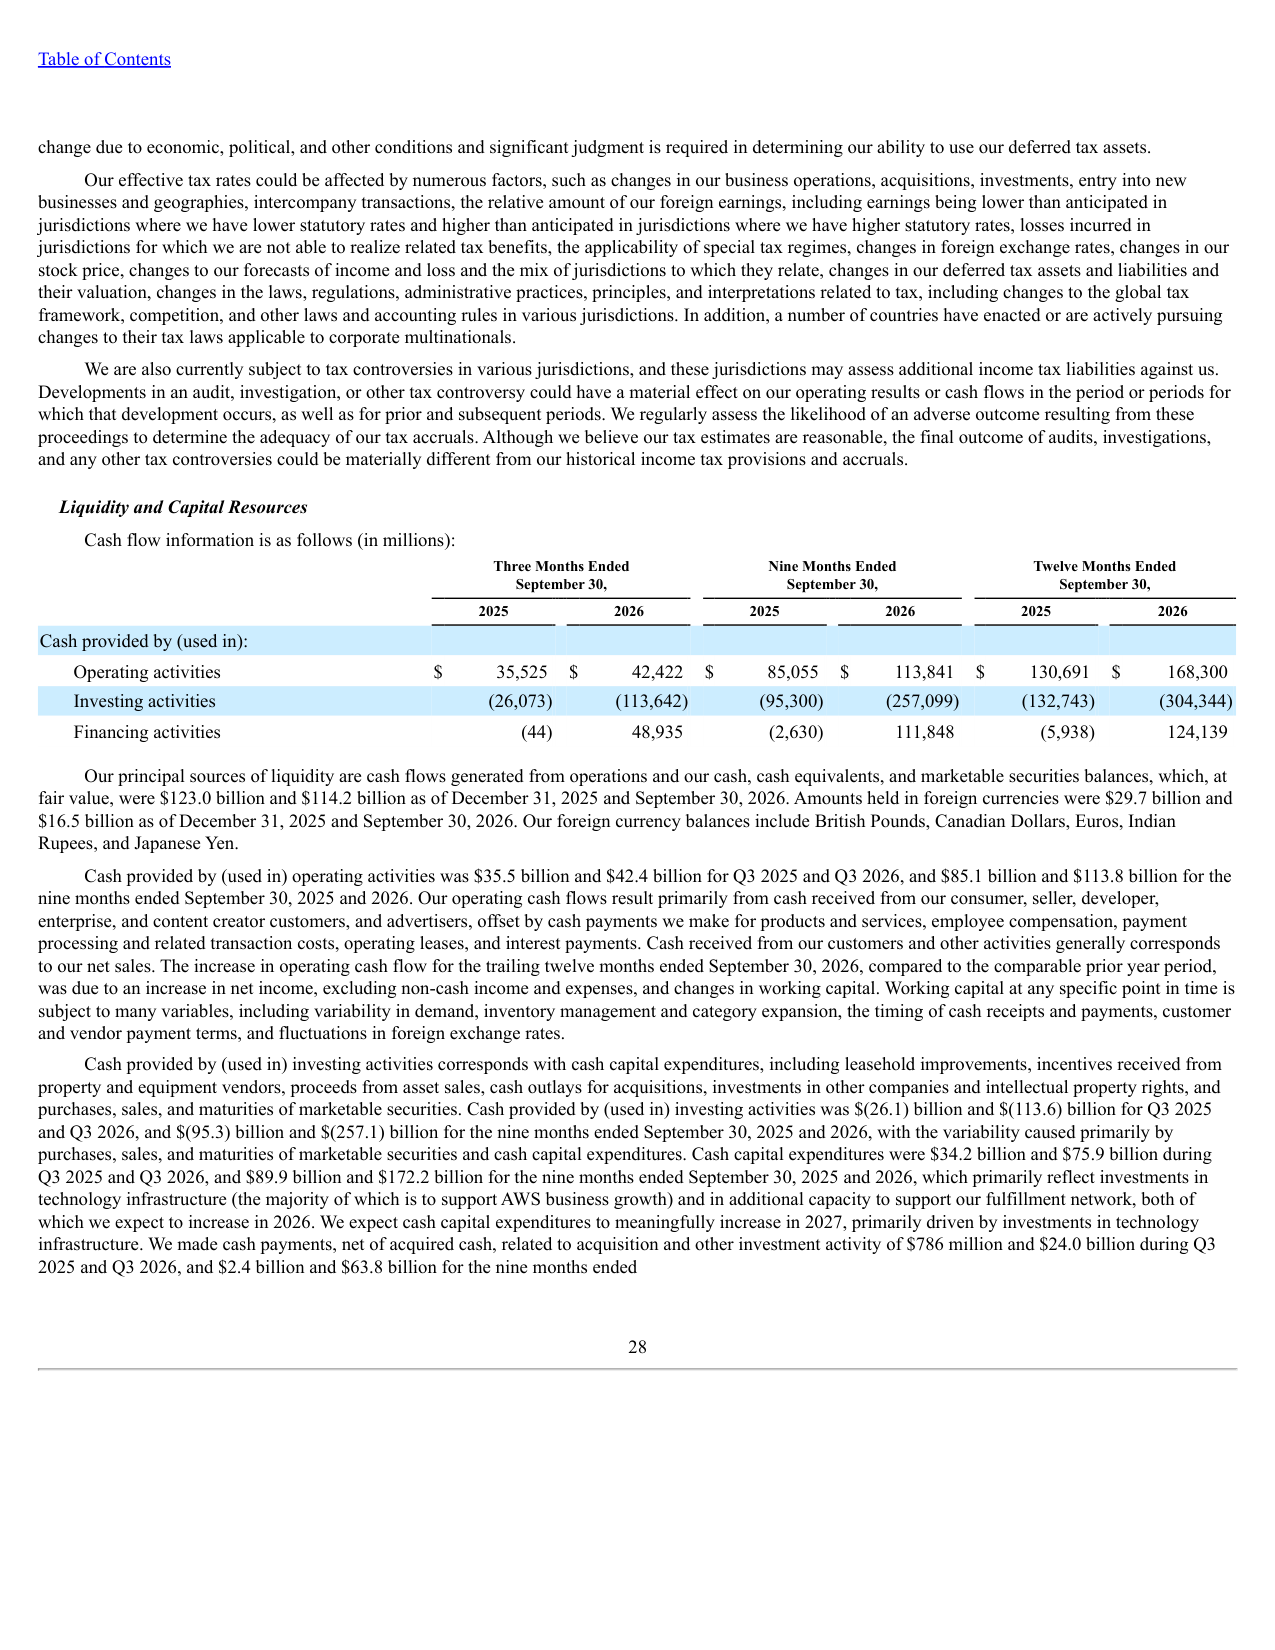 Table of Contents
change due to economic, political, and other conditions and significant judgment is required in determining our ability to use our deferred tax assets.
Our effective tax rates could be affected by numerous factors, such as changes in our business operations, acquisitions, investments, entry into new
businesses and geographies, intercompany transactions, the relative amount of our foreign earnings, including earnings being lower than anticipated in
jurisdictions where we have lower statutory rates and higher than anticipated in jurisdictions where we have higher statutory rates, losses incurred in
jurisdictions for which we are not able to realize related tax benefits, the applicability of special tax regimes, changes in foreign exchange rates, changes in our
stock price, changes to our forecasts of income and loss and the mix of jurisdictions to which they relate, changes in our deferred tax assets and liabilities and
their valuation, changes in the laws, regulations, administrative practices, principles, and interpretations related to tax, including changes to the global tax
framework, competition, and other laws and accounting rules in various jurisdictions. In addition, a number of countries have enacted or are actively pursuing
changes to their tax laws applicable to corporate multinationals.
We are also currently subject to tax controversies in various jurisdictions, and these jurisdictions may assess additional income tax liabilities against us.
Developments in an audit, investigation, or other tax controversy could have a material effect on our operating results or cash flows in the period or periods for
which that development occurs, as well as for prior and subsequent periods. We regularly assess the likelihood of an adverse outcome resulting from these
proceedings to determine the adequacy of our tax accruals. Although we believe our tax estimates are reasonable, the final outcome of audits, investigations,
and any other tax controversies could be materially different from our historical income tax provisions and accruals.
Liquidity and Capital Resources
Cash flow information is as follows (in millions):
Three Months Ended Nine Months Ended Twelve Months Ended
September 30, September 30, September 30,
2025 2026 2025 2026 2025 2026
Cash provided by (used in):
Operating activities $ 35,525 $ 42,422 $ 85,055 $ 113,841 $ 130,691 $ 168,300
Investing activities (26,073) (113,642) (95,300) (257,099) (132,743) (304,344)
Financing activities (44) 48,935 (2,630) 111,848 (5,938) 124,139
Our principal sources of liquidity are cash flows generated from operations and our cash, cash equivalents, and marketable securities balances, which, at
fair value, were $123.0 billion and $114.2 billion as of December 31, 2025 and September 30, 2026. Amounts held in foreign currencies were $29.7 billion and
$16.5 billion as of December 31, 2025 and September 30, 2026. Our foreign currency balances include British Pounds, Canadian Dollars, Euros, Indian
Rupees, and Japanese Yen.
Cash provided by (used in) operating activities was $35.5 billion and $42.4 billion for Q3 2025 and Q3 2026, and $85.1 billion and $113.8 billion for the
nine months ended September 30, 2025 and 2026. Our operating cash flows result primarily from cash received from our consumer, seller, developer,
enterprise, and content creator customers, and advertisers, offset by cash payments we make for products and services, employee compensation, payment
processing and related transaction costs, operating leases, and interest payments. Cash received from our customers and other activities generally corresponds
to our net sales. The increase in operating cash flow for the trailing twelve months ended September 30, 2026, compared to the comparable prior year period,
was due to an increase in net income, excluding non-cash income and expenses, and changes in working capital. Working capital at any specific point in time is
subject to many variables, including variability in demand, inventory management and category expansion, the timing of cash receipts and payments, customer
and vendor payment terms, and fluctuations in foreign exchange rates.
Cash provided by (used in) investing activities corresponds with cash capital expenditures, including leasehold improvements, incentives received from
property and equipment vendors, proceeds from asset sales, cash outlays for acquisitions, investments in other companies and intellectual property rights, and
purchases, sales, and maturities of marketable securities. Cash provided by (used in) investing activities was $(26.1) billion and $(113.6) billion for Q3 2025
and Q3 2026, and $(95.3) billion and $(257.1) billion for the nine months ended September 30, 2025 and 2026, with the variability caused primarily by
purchases, sales, and maturities of marketable securities and cash capital expenditures. Cash capital expenditures were $34.2 billion and $75.9 billion during
Q3 2025 and Q3 2026, and $89.9 billion and $172.2 billion for the nine months ended September 30, 2025 and 2026, which primarily reflect investments in
technology infrastructure (the majority of which is to support AWS business growth) and in additional capacity to support our fulfillment network, both of
which we expect to increase in 2026. We expect cash capital expenditures to meaningfully increase in 2027, primarily driven by investments in technology
infrastructure. We made cash payments, net of acquired cash, related to acquisition and other investment activity of $786 million and $24.0 billion during Q3
2025 and Q3 2026, and $2.4 billion and $63.8 billion for the nine months ended
28